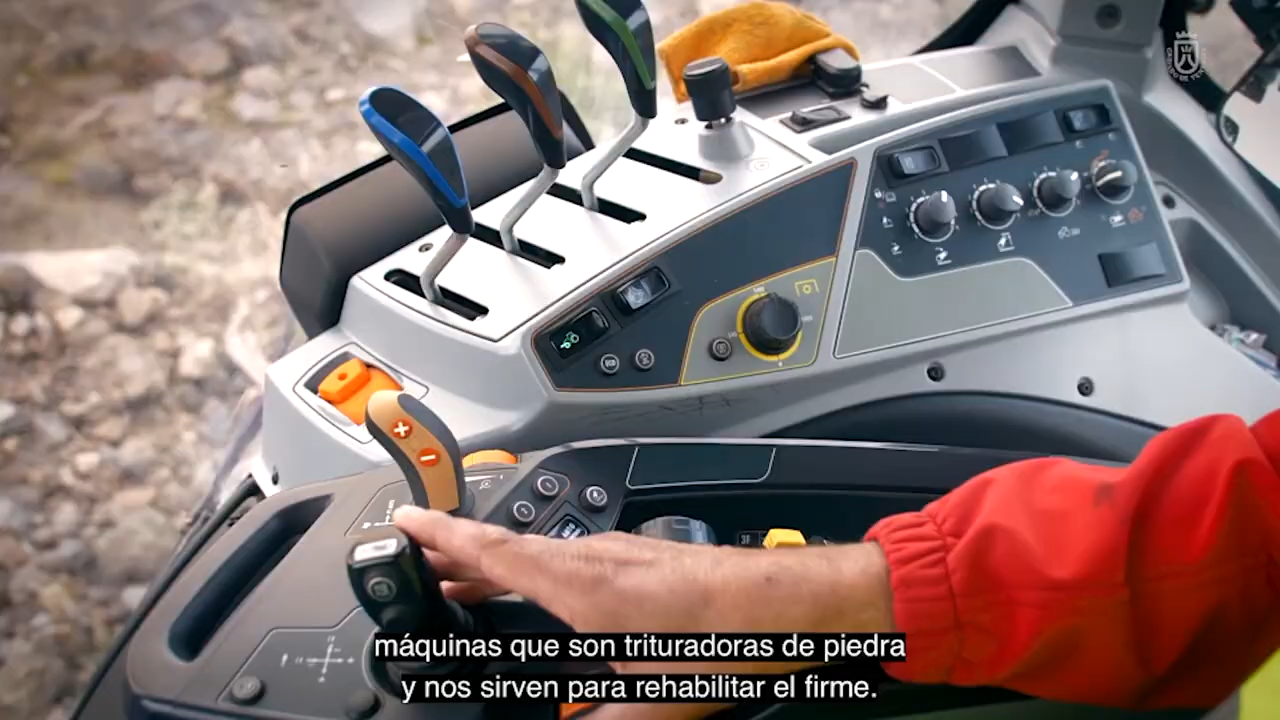 máquinas que son trituradoras de piedra
y nos sirven para rehabilitar el firme.